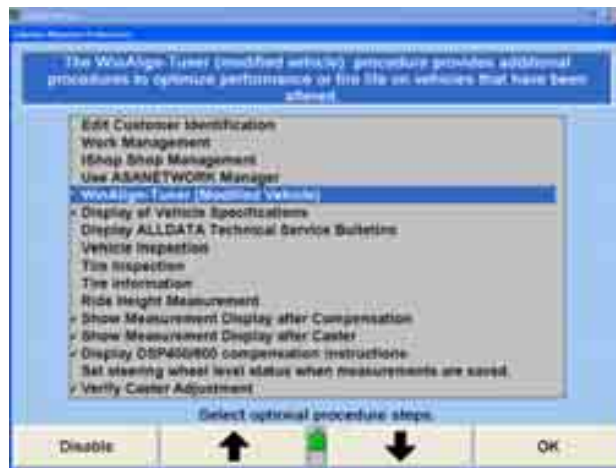 The WinAlign-Tuner (modified vehicle) procedure provides additional
procedures to optimize performance or tire life on vehicles that have been
altered.
Edit Customer Identification
Work Management
iShop Shop Management
Use ASANETWORK Manager
WinAlign-Tuner (Modified Vehicle)
Display of Vehicle Specifications
Display ALLDATA Technical Service Bulletins
Vehicle Inspection
Tire Inspection
Tire Information
Ride Height Measurement
Show Measurement Display after Compensation
Show Measurement Display after Caster
Display DSP400/600 compensation instructions
Set steering wheel level status when measurements are saved.
Verify Caster Adjustment
Select optional procedure steps.
Disable
OK